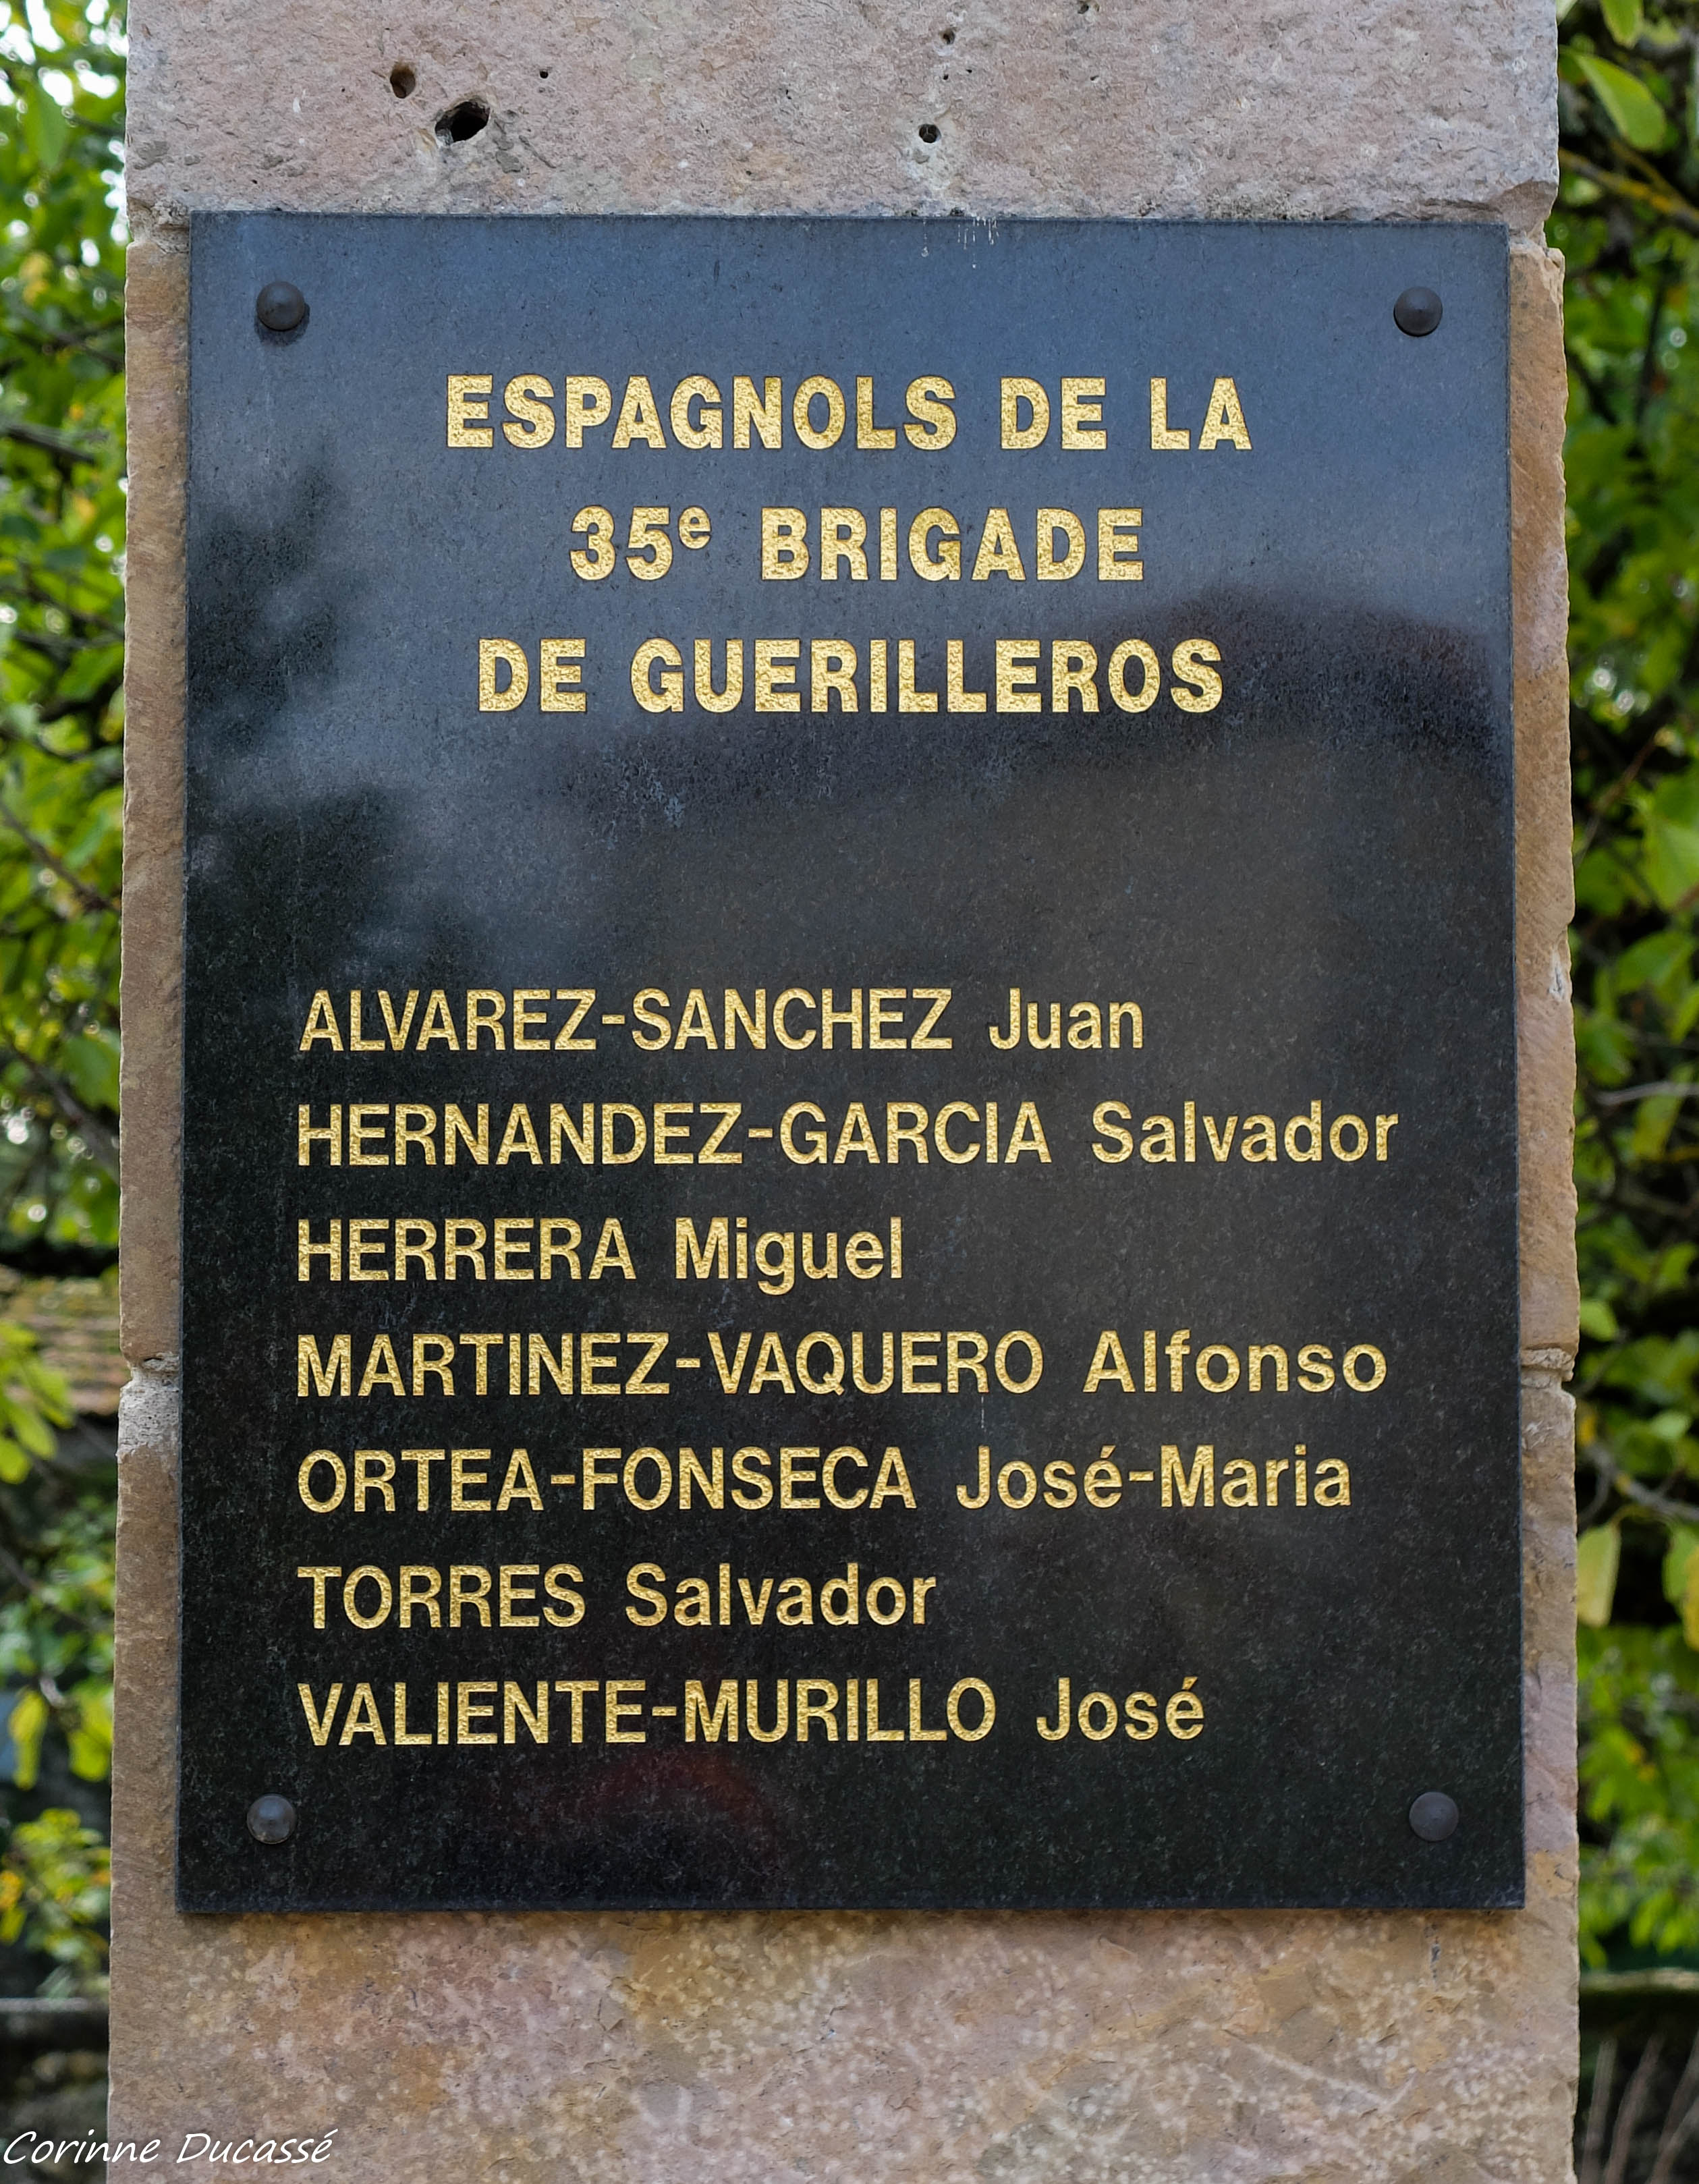 ESPAGNOLS DE LA
35e BRIGADE
DE GUERILLEROS
ALVAREZ-SANCHEZ Juan
HERNANDEZ-GARCIA Salvador
HERRERA Miguel
MARTINEZ-VAQUERO Alfonso
ORTEA-FONSECA José-Maria
TORRES Salvador
VALIENTE-MURILLO José
Corinne Ducassé